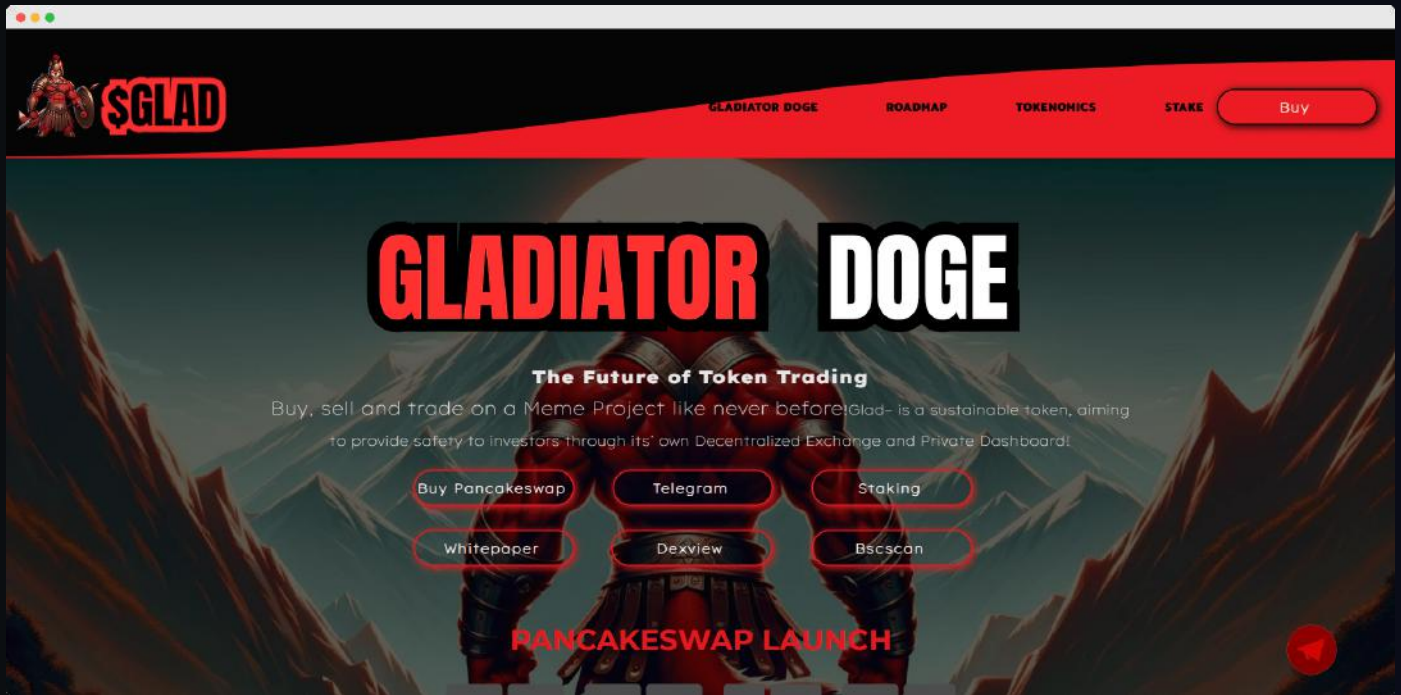 $GLAD
GLADIATOR DOGE ROADMAP TOKENOMICS STAKE Buy
GLADIATOR DOGE
The Future of Token Trading
Buy, sell and trade on a Meme Project like never before!Glad- is a sustainable token, aiming
to provide safety to investors through its' own Decentralized Exchange and Private Dashboard!
Buy Pancakeswap Telegram Staking
Whitepaper Dexview Bscscan
PANCAKESWAP LAUNCH